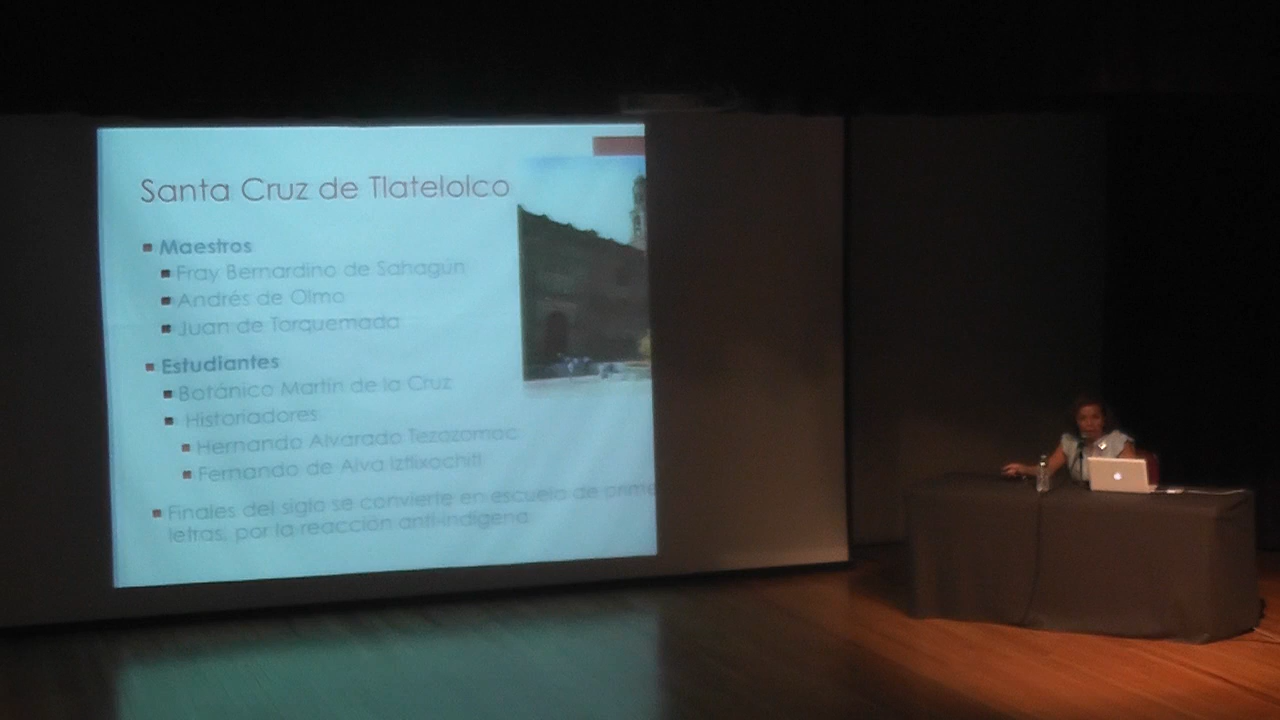 Santa Cruz de Tlatelolco
Maestros
Fray Bernardino de Sahagún
Andrés de Olmo
Juan de Torquemada
Estudiantes
Botánico Martín de la Cruz
Historiadores
Hernando Alvarado Tezozomoc
Fernando de Alva Iztlixochitl
Finales del siglo se convierte en escuela de prime
letras, por la reacción anti-indígena